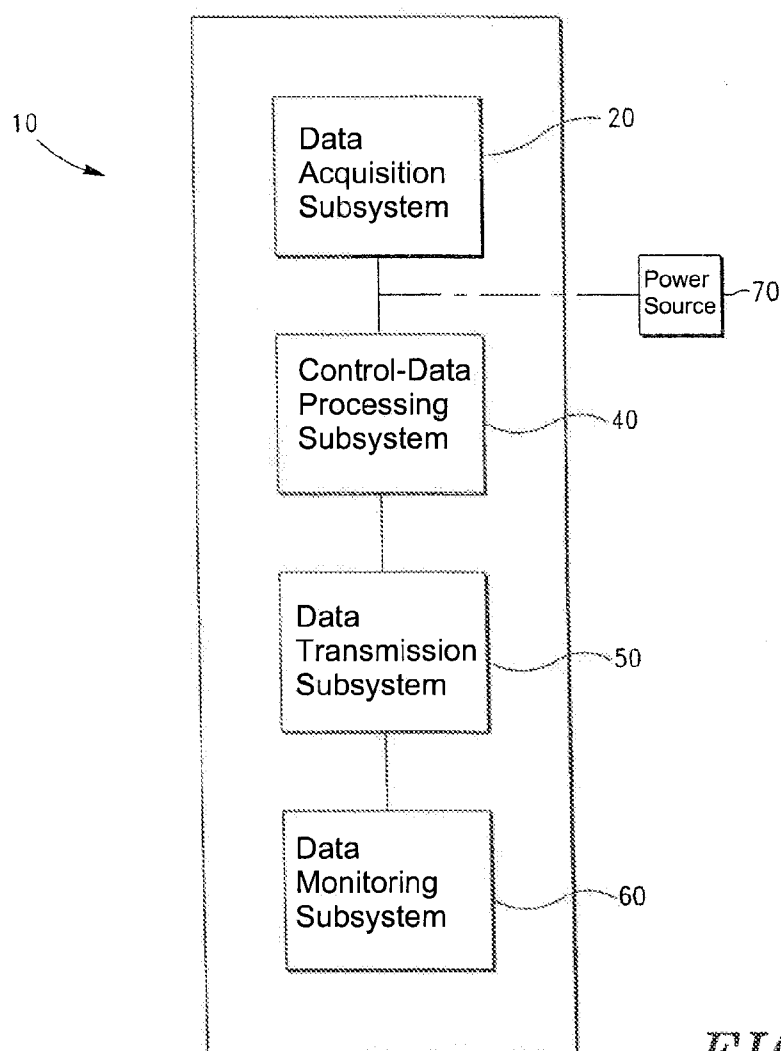 10
Data
Acquisition
Subsystem
20
Power
Source
70
Control-Data
Processing
Subsystem
40
Data
Transmission
Subsystem
50
Data
Monitoring
Subsystem
60